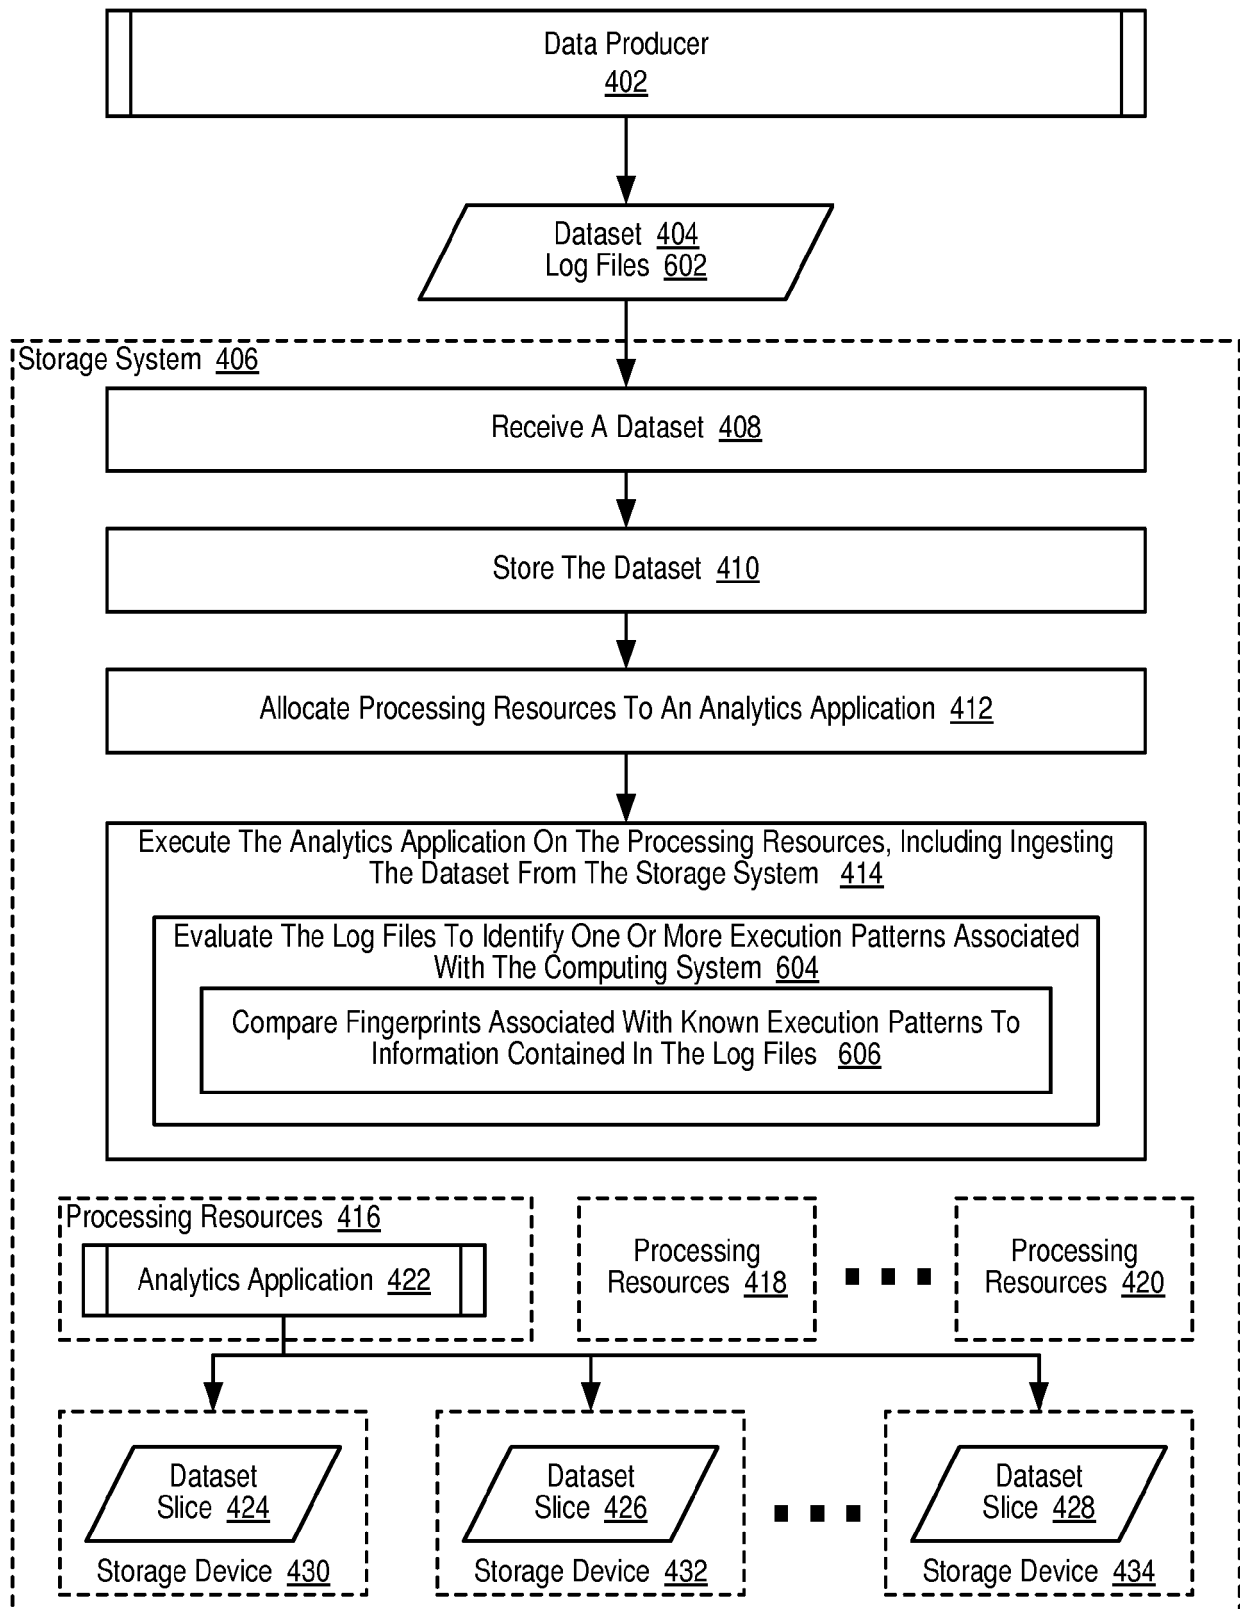 Data Producer
402
Dataset 404
Log Files 602
Storage System 406
Receive A Dataset 408
Store The Dataset 410
Allocate Processing Resources To An Analytics Application 412
Execute The Analytics Application On The Processing Resources, Including Ingesting
The Dataset From The Storage System 414
Evaluate The Log Files To Identify One Or More Execution Patterns Associated
With The Computing System 604
Compare Fingerprints Associated With Known Execution Patterns To
Information Contained In The Log Files 606
Processing Resources 416
Analytics Application 422
Processing
Resources 418
Processing
Resources 420
Dataset
Slice 424
Storage Device 430
Dataset
Slice 426
Storage Device 432
Dataset
Slice 428
Storage Device 434